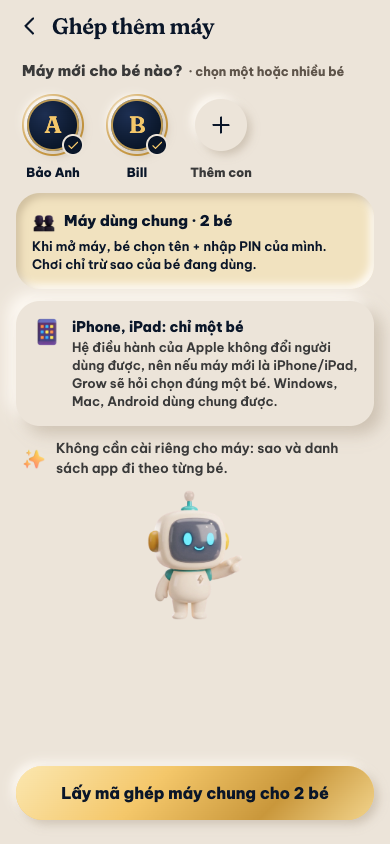 Ghép thêm máy
Máy mới cho bé nào? · chọn một hoặc nhiều bé
A B
Bảo Anh Bill Thêm con
Máy dùng chung · 2 bé
Khi mở máy, bé chọn tên + nhập PIN của mình.
Chơi chỉ trừ sao của bé đang dùng.
iPhone, iPad: chỉ một bé
Hệ điều hành của Apple không đổi người
dùng được, nên nếu máy mới là iPhone/iPad,
Grow sẽ hỏi chọn đúng một bé. Windows,
Mac, Android dùng chung được.
Không cần cài riêng cho máy: sao và danh
sách app đi theo từng bé.
Lấy mã ghép máy chung cho 2 bé